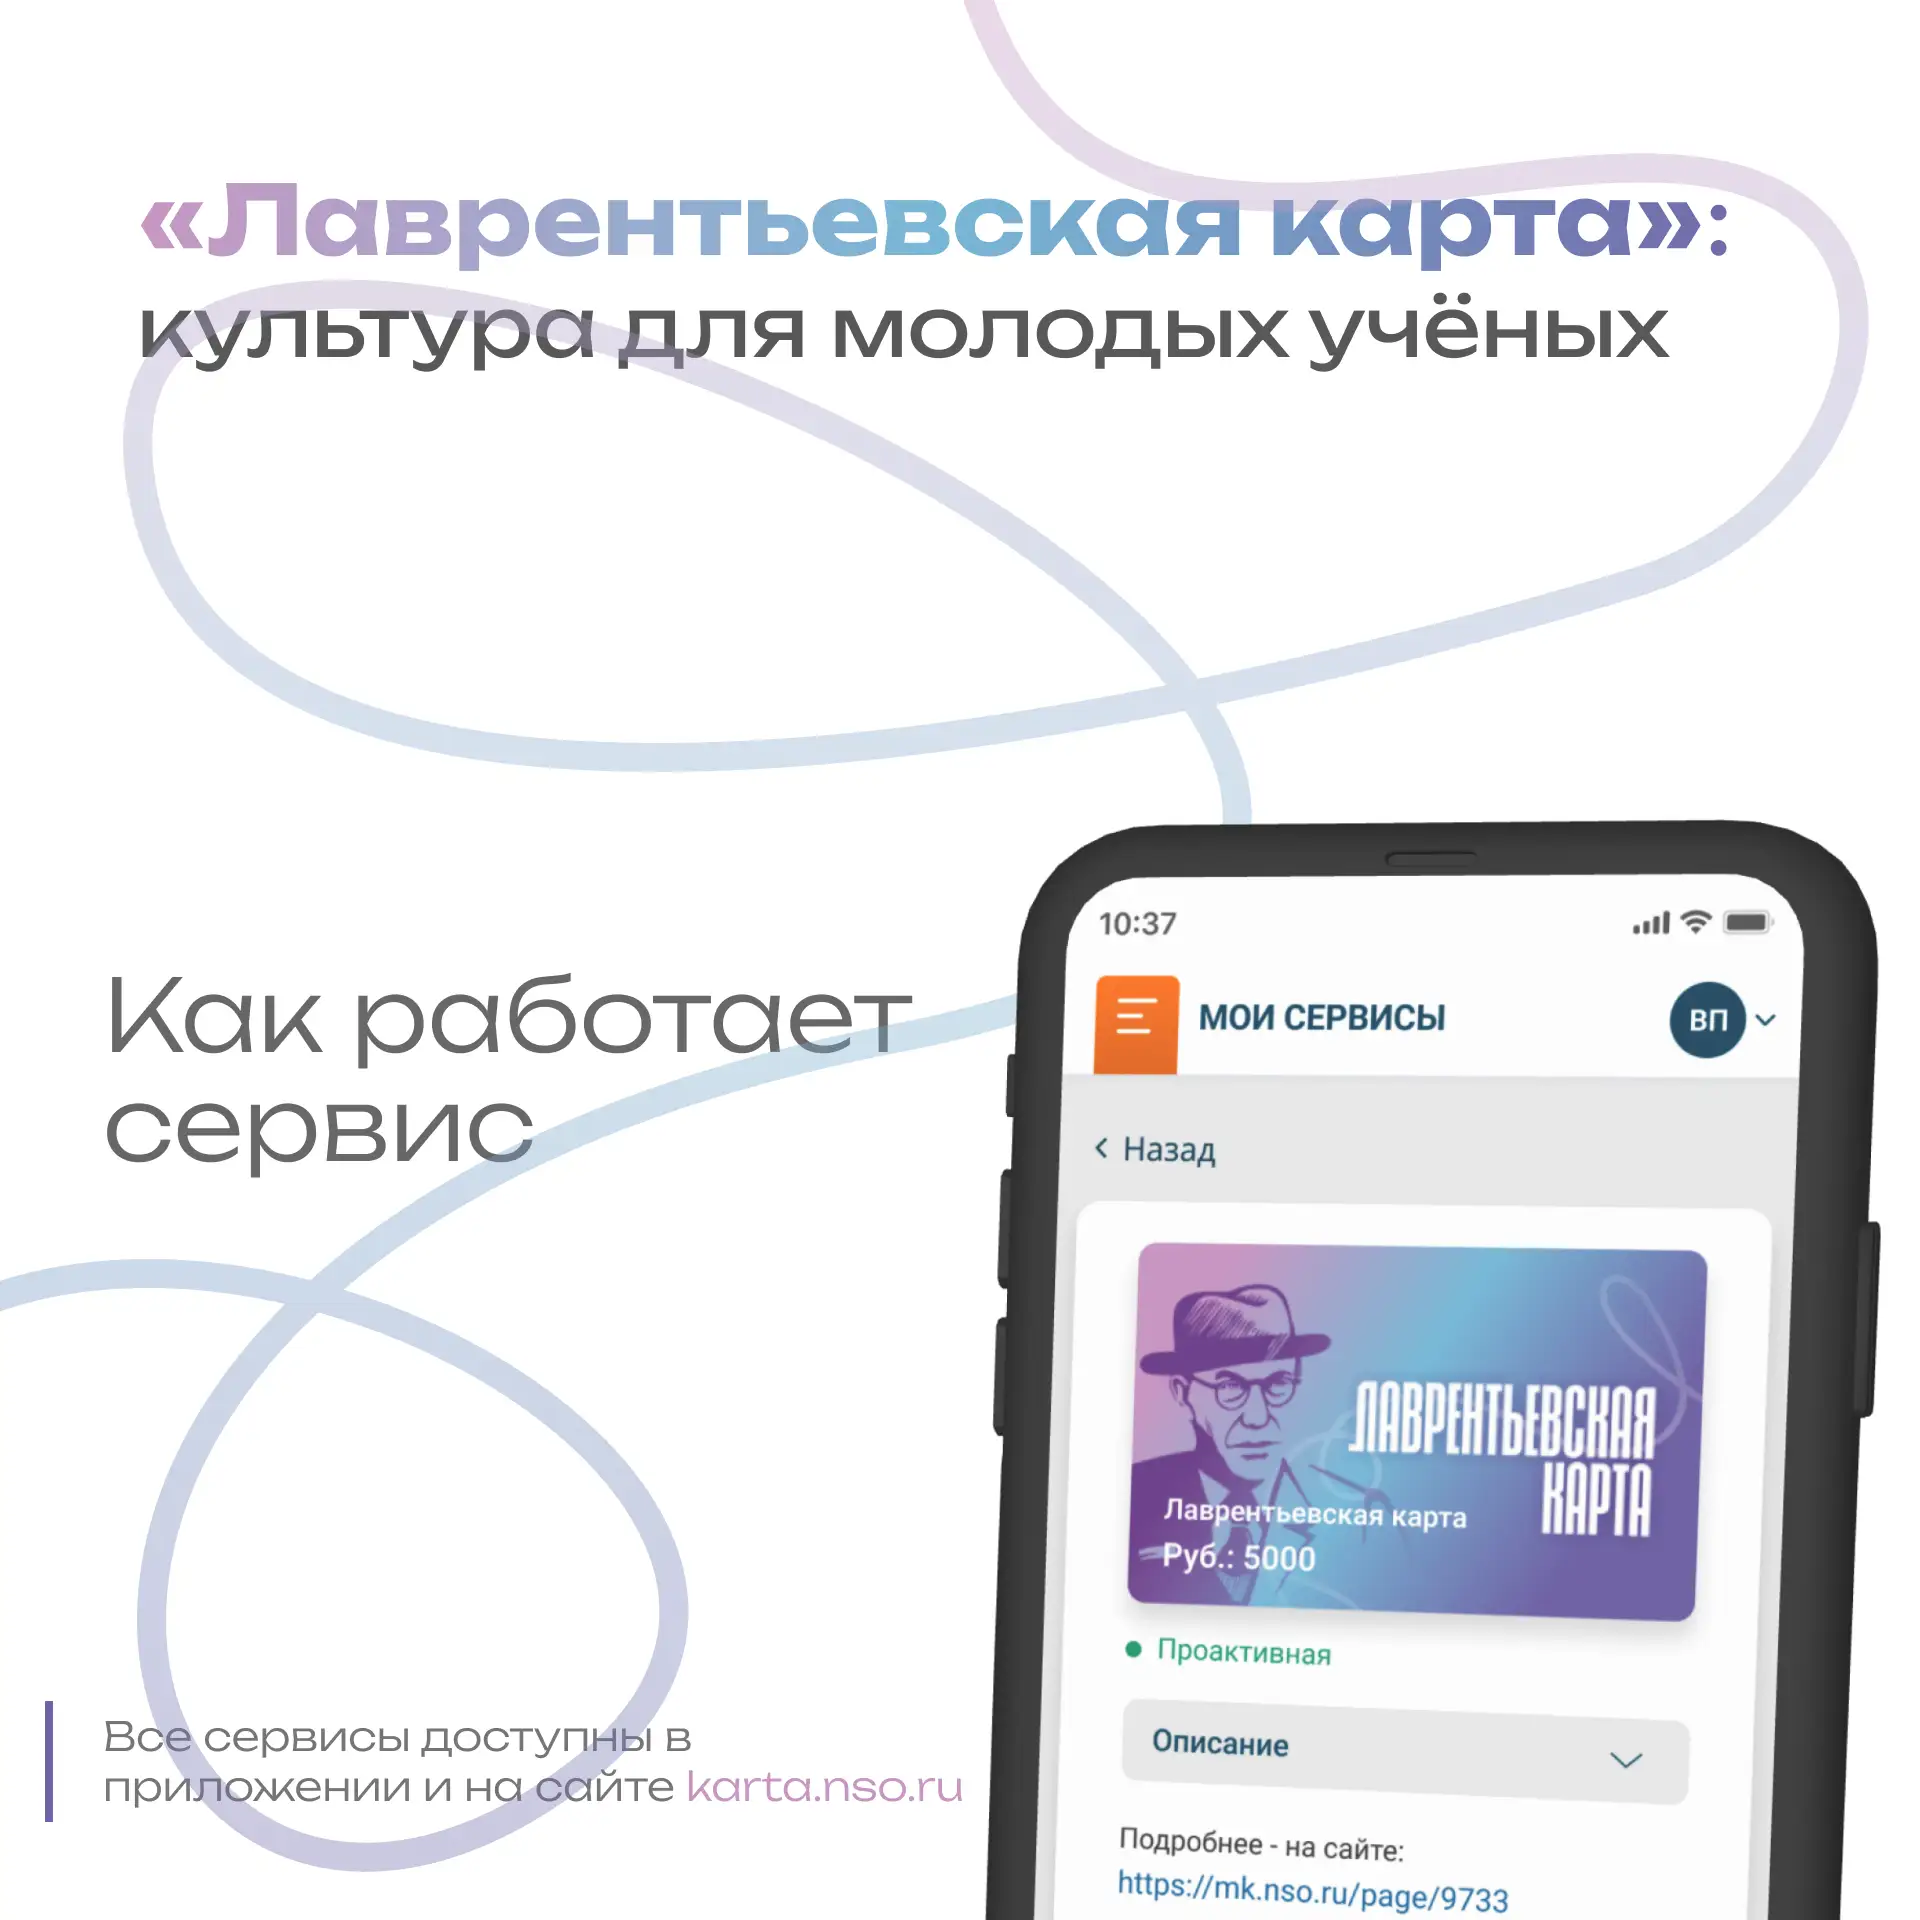 «Лаврентьевская карта»:
культура для молодых учёных
Как работает
сервис
Все сервисы доступны в
приложении и на сайте karta.nso.ru
10:37
МОИ СЕРВИСЫ
ВП
Назад
ЛАВРЕНТЬЕВСКАЯ
КАРТА
Лаврентьевская карта
Руб.: 5000
Проактивная
Описание
Подробнее - на сайте:
https://mk.nso.ru/page/9733